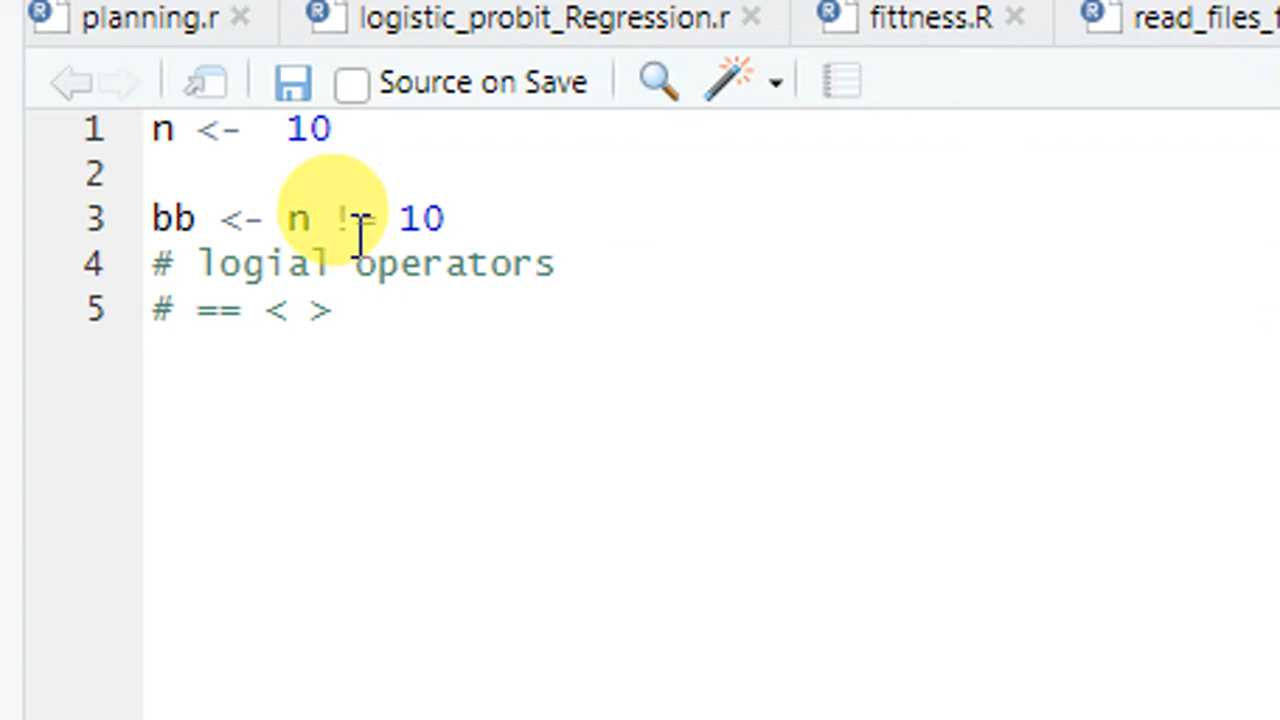 planning.r logistic_probit_Regression.r fittness.R read_files_
Source on Save
1 n <- 10
2
3 bb <- n != 10
4 # logial operators
5 # == < >